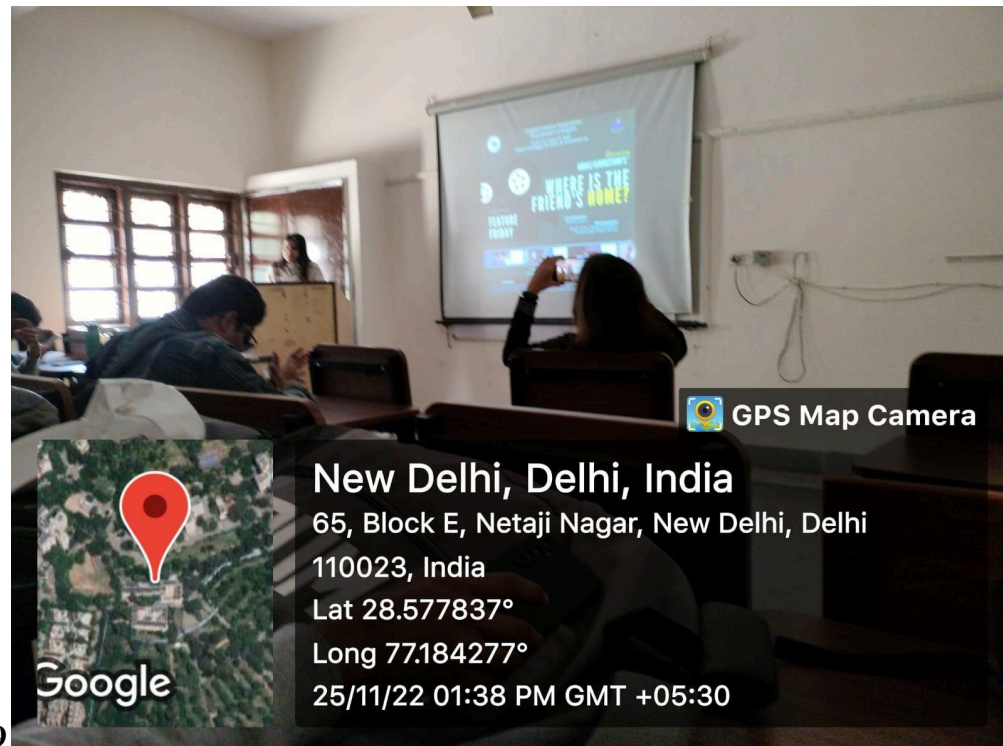 WHERE IS THE
FRIEND'S HOME?
FEATURE
FRIDAY
GPS Map Camera
New Delhi, Delhi, India
65, Block E, Netaji Nagar, New Delhi, Delhi
110023, India
Lat 28.577837°
Long 77.184277°
25/11/22 01:38 PM GMT +05:30
Google